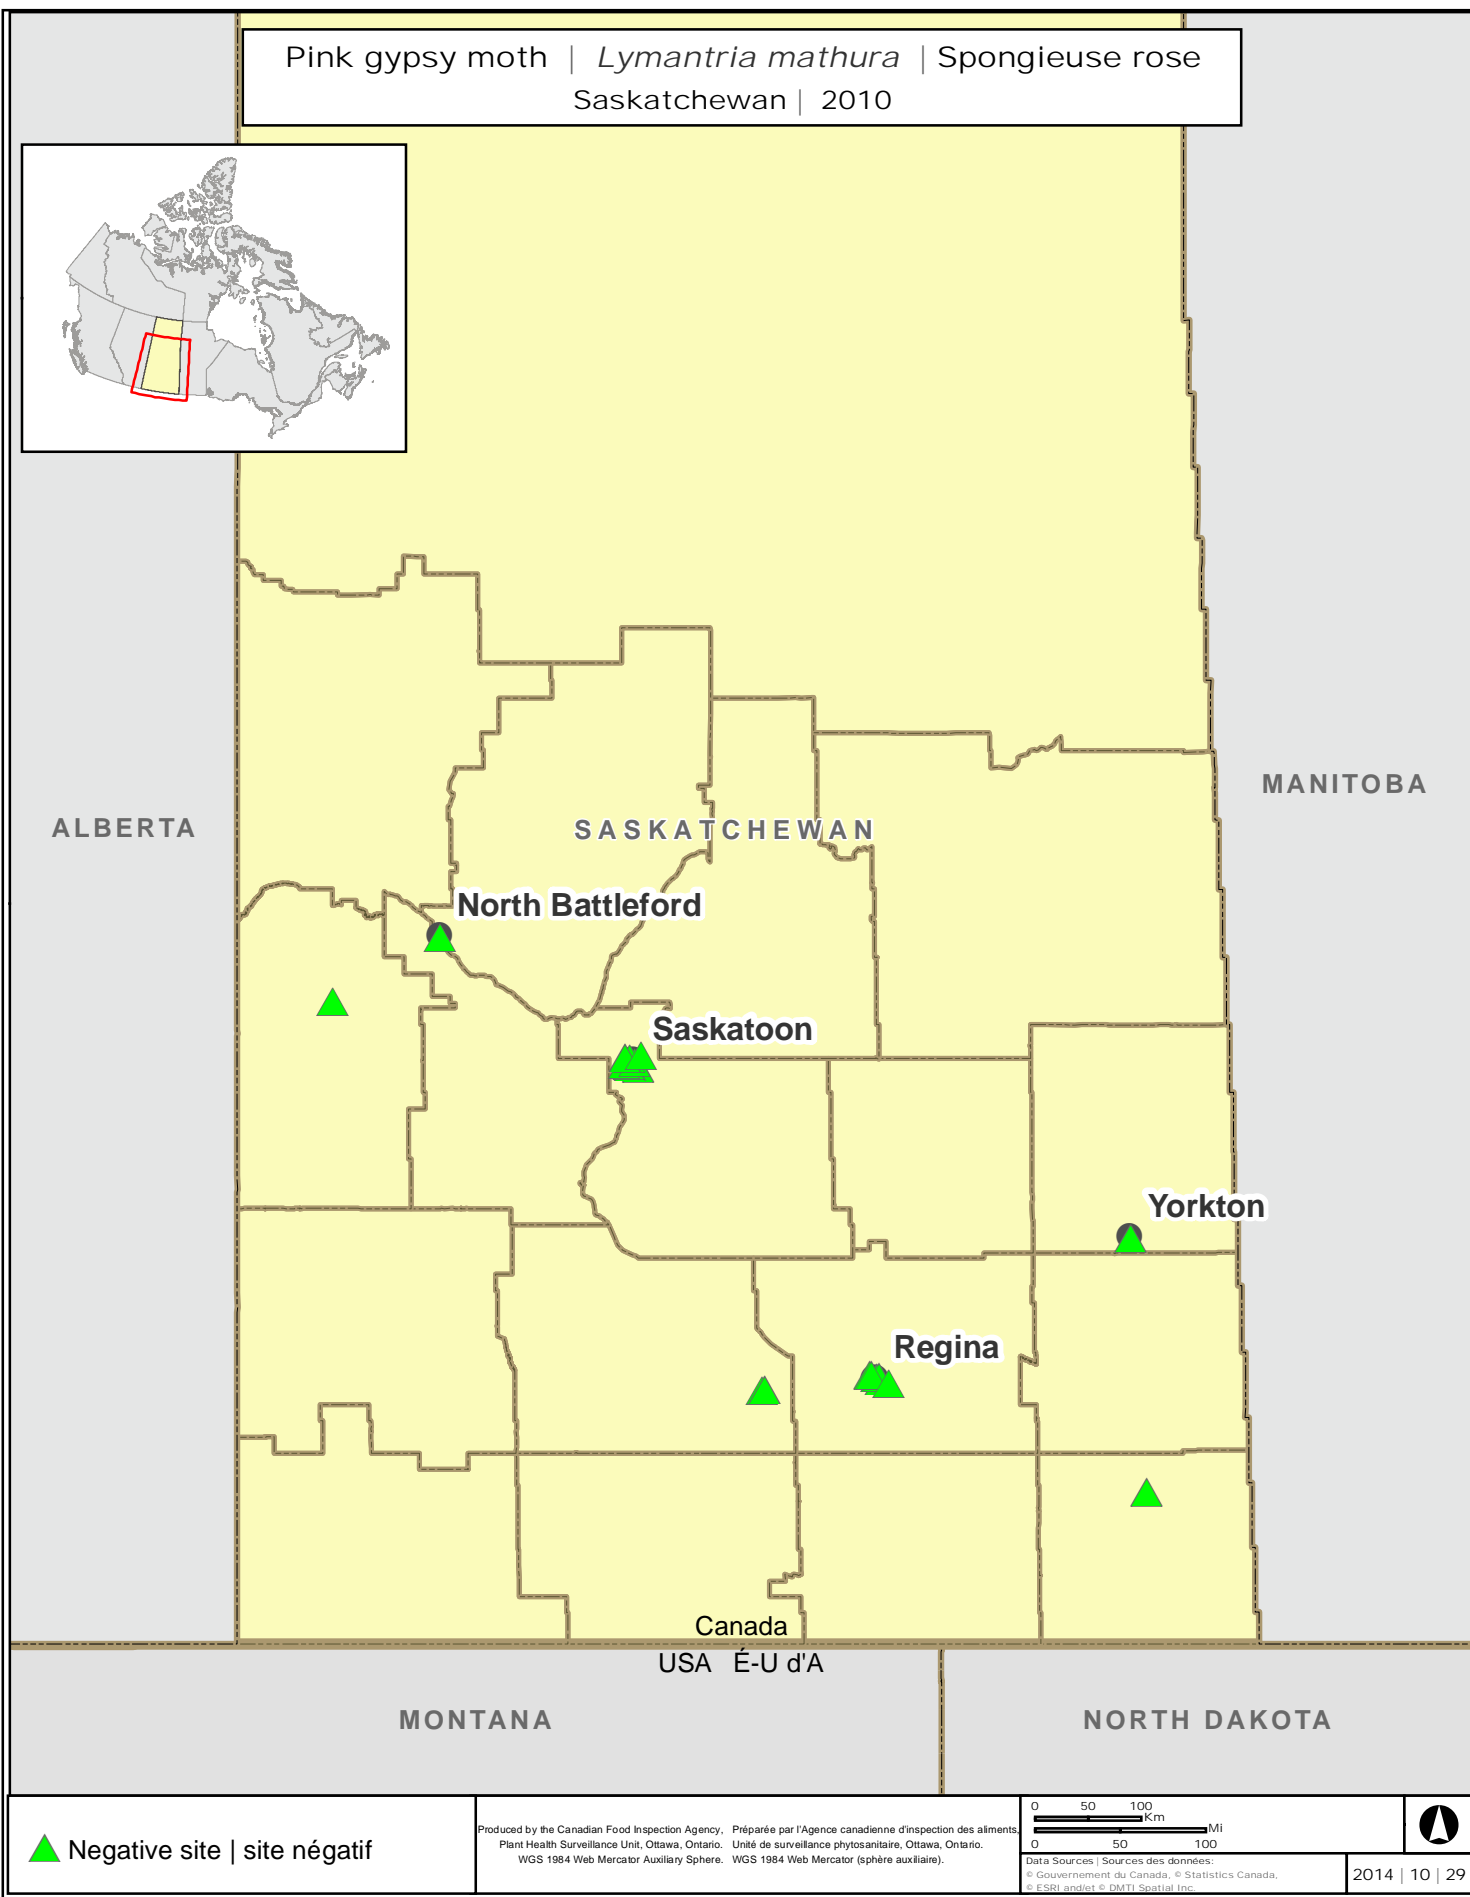 Pink gypsy moth | Lymantria mathura | Spongieuse rose
Saskatchewan | 2010
MANITOBA
ALBERTA
SASKATCHEWAN
North Battleford
Saskatoon
Yorkton
Regina
Canada
USA É-U d'A
MONTANA
NORTH DAKOTA
Negative site | site négatif
Produced by the Canadian Food Inspection Agency,
Plant Health Surveillance Unit, Ottawa, Ontario.
WGS 1984 Web Mercator Auxiliary Sphere.
Préparée par l'Agence canadienne d'inspection des aliments,
Unité de surveillance phytosanitaire, Ottawa, Ontario.
WGS 1984 Web Mercator (sphère auxiliaire).
0 50 100
Km
Mi
0 50 100
Data Sources | Sources des données:
© Gouvernement du Canada, © Statistics Canada,
© ESRI and/et © DMTI Spatial Inc.
2014 | 10 | 29